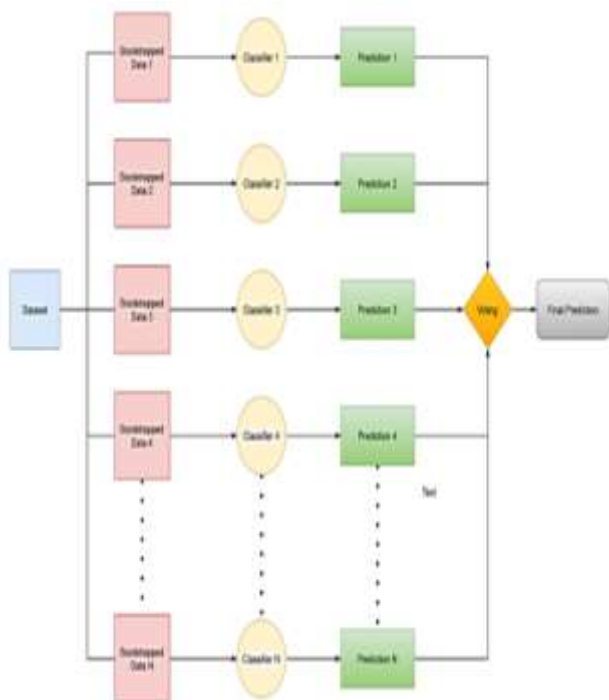 Bootstrapped
Data 1
Classifier 1
Prediction 1
Bootstrapped
Data 2
Classifier 2
Prediction 2
Dataset
Bootstrapped
Data 3
Classifier 3
Prediction 3
Voting
Final Prediction
Bootstrapped
Data 4
Classifier 4
Prediction 4
Text
Bootstrapped
Data N
Classifier N
Prediction N